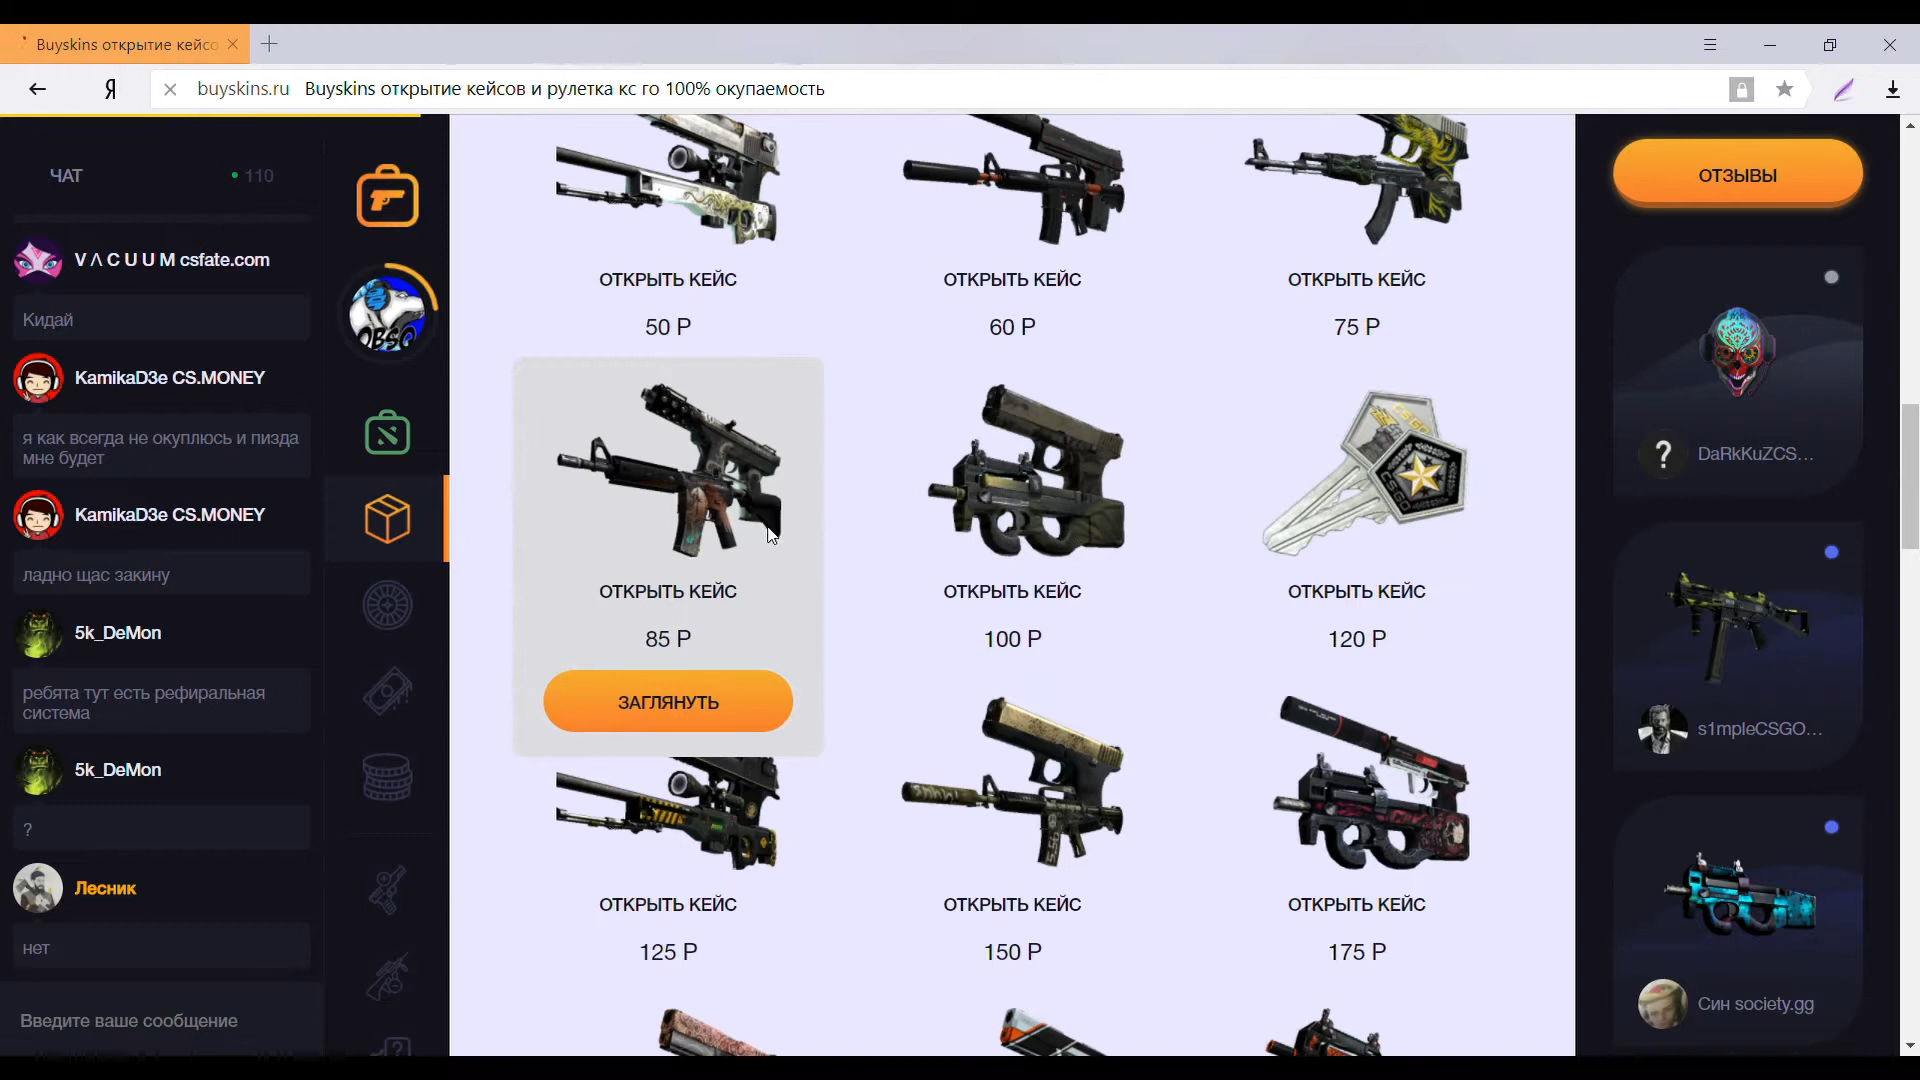 Buyskins открытие кейсс
buyskins.ru Buyskins открытие кейсов и рулетка кс го 100% окупаемость
ЧАТ
110
V Λ C U U M csfate.com
Кидай
KamikaD3e CS.MONEY
я как всегда не окуплюсь и пизда
мне будет
KamikaD3e CS.MONEY
ладно щас закину
5k_DeMon
ребята тут есть рефиральная
система
5k_DeMon
?
Лесник
нет
Введите ваше сообщение
OBSO
ОТКРЫТЬ КЕЙС
50 Р
ОТКРЫТЬ КЕЙС
60 Р
ОТКРЫТЬ КЕЙС
75 Р
ОТКРЫТЬ КЕЙС
85 Р
ЗАГЛЯНУТЬ
ОТКРЫТЬ КЕЙС
100 Р
CS:GO
ОТКРЫТЬ КЕЙС
120 Р
ОТКРЫТЬ КЕЙС
125 Р
ОТКРЫТЬ КЕЙС
150 Р
ОТКРЫТЬ КЕЙС
175 Р
ОТЗЫВЫ
?
DaRkKuZCS...
s1mpleCSGO...
Син society.gg